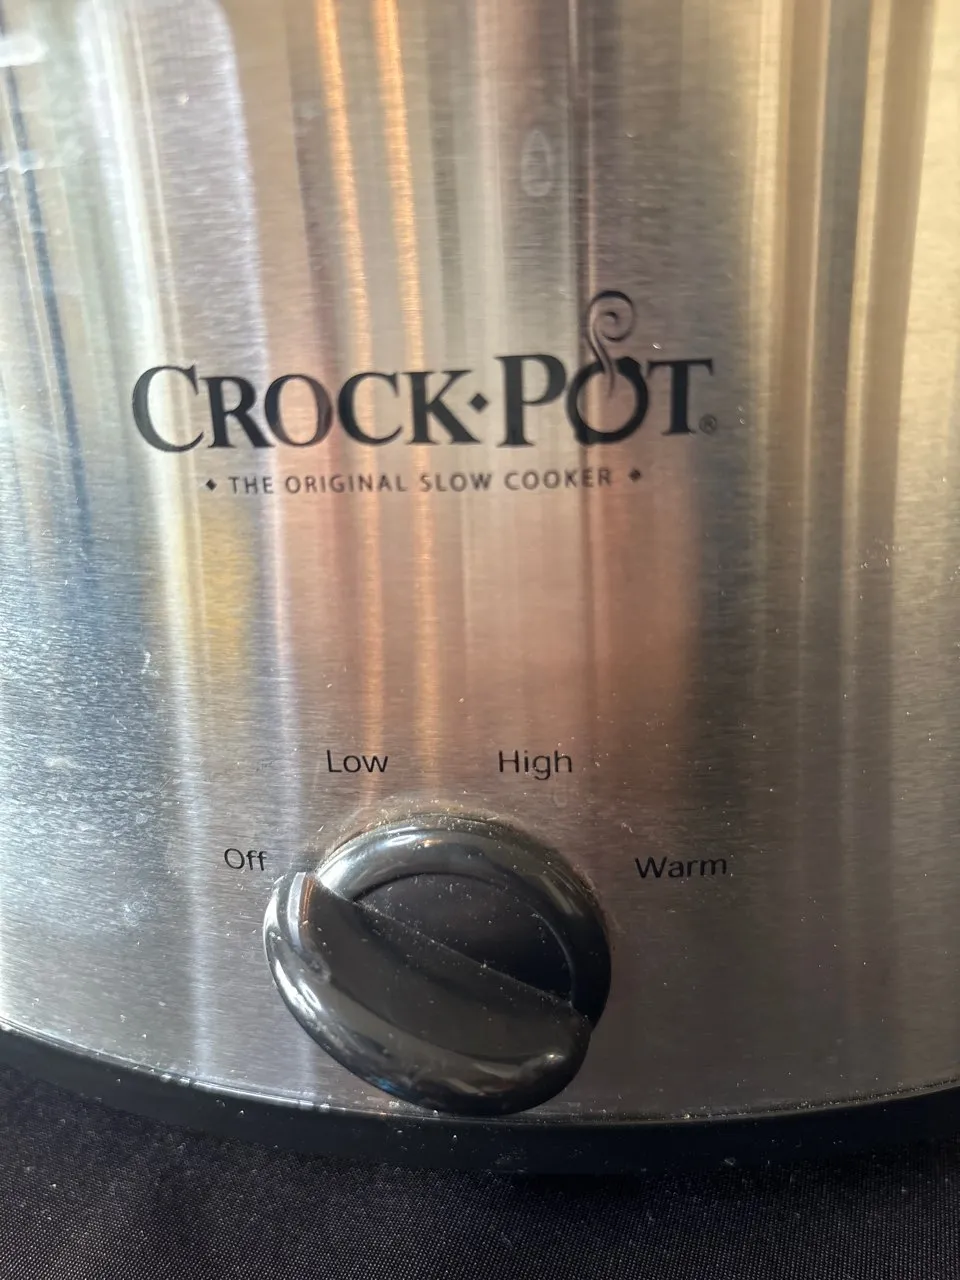 CROCK·POT®
◆ THE ORIGINAL SLOW COOKER ◆
Low High
Off Warm